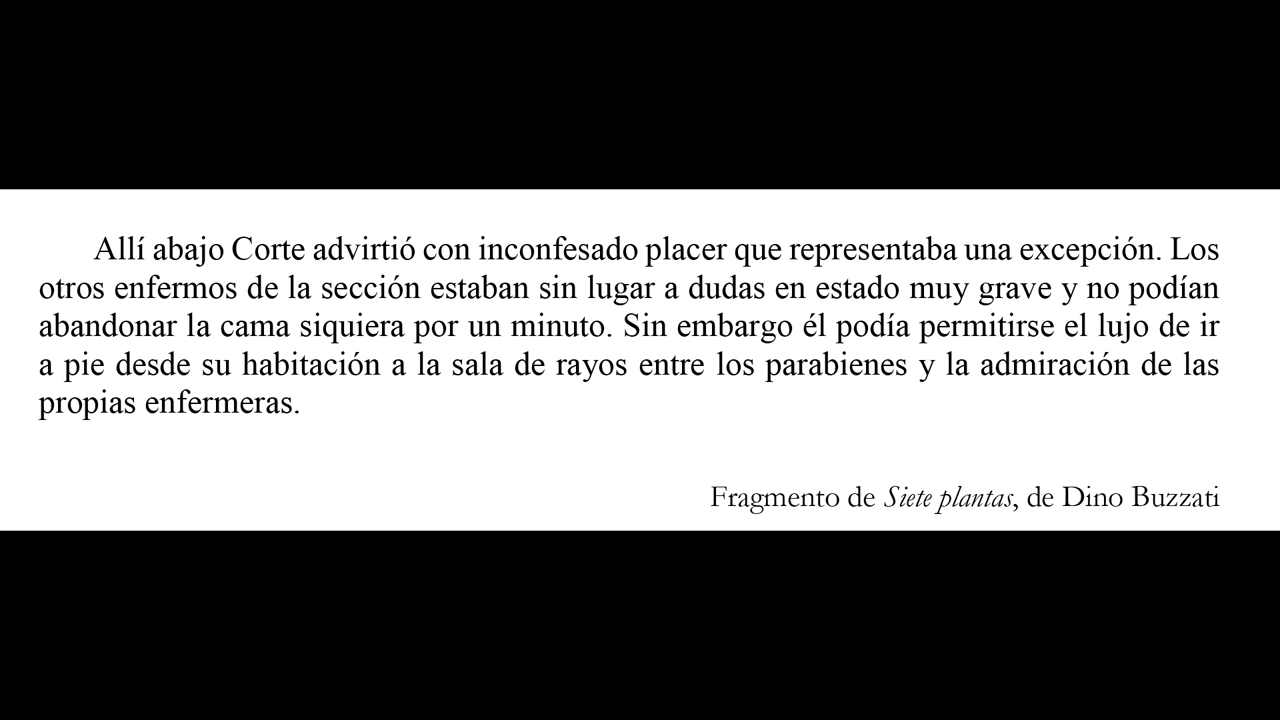 Allí abajo Corte advirtió con inconfesado placer que representaba una excepción. Los
otros enfermos de la sección estaban sin lugar a dudas en estado muy grave y no podían
abandonar la cama siquiera por un minuto. Sin embargo él podía permitirse el lujo de ir
a pie desde su habitación a la sala de rayos entre los parabienes y la admiración de las
propias enfermeras.
Fragmento de Siete plantas, de Dino Buzzati